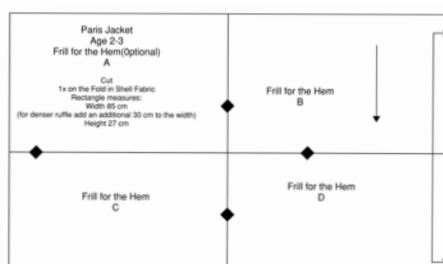 Paris Jacket
Age 2-3
Frill for the Hem(Optional)
A
Cut
1x on the Fold in Shell Fabric
Rectangle measures:
Width 85 cm
(for denser ruffle add an additional 30 cm to the width)
Height 27 cm
Frill for the Hem
B
Frill for the Hem
C
Frill for the Hem
D